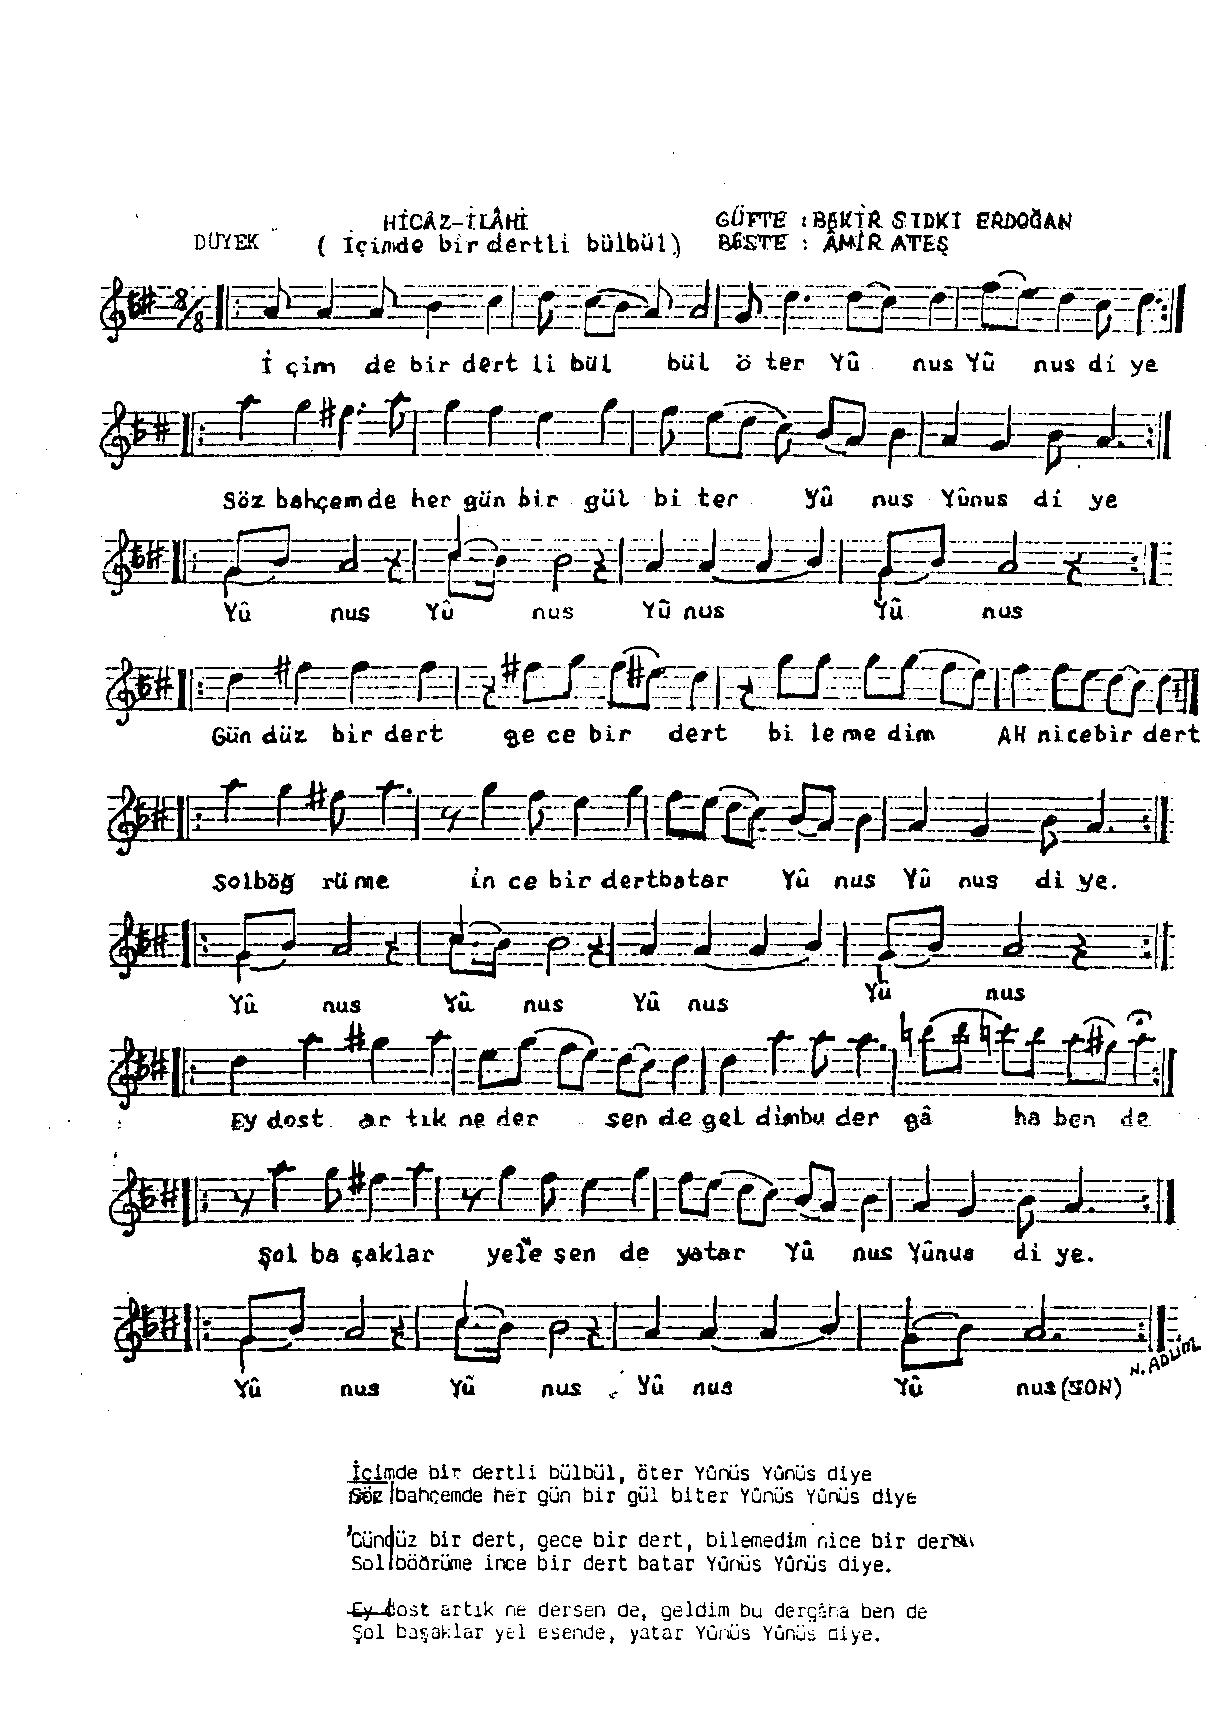 HİCÂZ-İLÂHİ GÜFTE : BEKİR SIDKI ERDOĞAN
DÜYEK ( İçimde bir dertli bülbül ) BESTE : ÂMİR ATEŞ
8/8
İ çim de bir dert li bül bül ö ter Yû nus Yû nus di ye
Söz bahçem de her gün bir gül bi ter Yû nus Yûnus di ye
Yû nus Yû nus Yû nus Yû nus
Gün düz bir dert ge ce bir dert bi le me dim AH nice bir dert
Solböğ rü me in ce bir dert batar Yû nus Yû nus di ye.
Yû nus Yû nus Yû nus Yû nus
Ey dost ar tık ne der sen de gel dim bu der gâ ha ben de
Şol ba şaklar yel e sen de yatar Yû nus Yûnus di ye.
Yû nus Yû nus Yû nus Yû nus (SON)
N. ADLIM
İçimde bir dertli bülbül, öter Yûnüs Yûnüs diye
Söz bahçemde her gün bir gül biter Yûnüs Yûnüs diye
Gündüz bir dert, gece bir dert, bilemedim nice bir dert
Sol böğrüme ince bir dert batar Yûnüs Yûnüs diye.
Ey dost artık ne dersen de, geldim bu dergâha ben de
Şol başaklar yel esende, yatar Yûnüs Yûnüs diye.